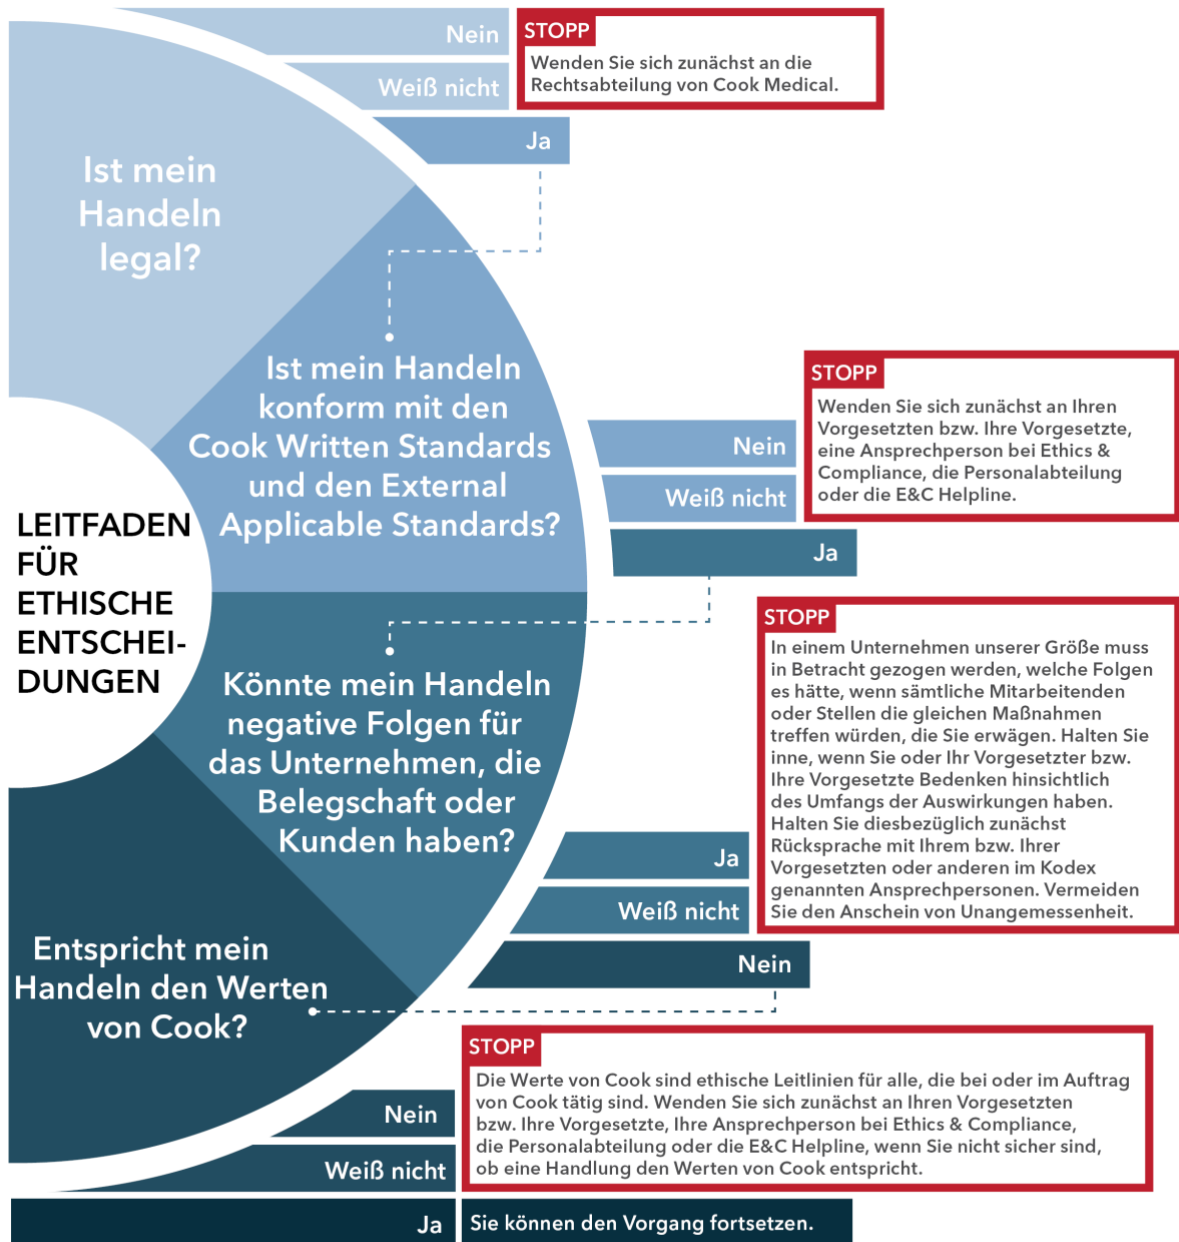 LEITFADEN
FÜR
ETHISCHE
ENTSCHEI-
DUNGEN
Ist mein
Handeln
legal?
Nein
Weiß nicht
STOPP
Wenden Sie sich zunächst an die
Rechtsabteilung von Cook Medical.
Ja
Ist mein Handeln
konform mit den
Cook Written Standards
und den External
Applicable Standards?
Nein
Weiß nicht
STOPP
Wenden Sie sich zunächst an Ihren
Vorgesetzten bzw. Ihre Vorgesetzte,
eine Ansprechperson bei Ethics &
Compliance, die Personalabteilung
oder die E&C Helpline.
Ja
Könnte mein Handeln
negative Folgen für
das Unternehmen, die
Belegschaft oder
Kunden haben?
Ja
Weiß nicht
STOPP
In einem Unternehmen unserer Größe muss
in Betracht gezogen werden, welche Folgen
es hätte, wenn sämtliche Mitarbeitenden
oder Stellen die gleichen Maßnahmen
treffen würden, die Sie erwägen. Halten Sie
inne, wenn Sie oder Ihr Vorgesetzter bzw.
Ihre Vorgesetzte Bedenken hinsichtlich
des Umfangs der Auswirkungen haben.
Halten Sie diesbezüglich zunächst
Rücksprache mit Ihrem bzw. Ihrer
Vorgesetzten oder anderen im Kodex
genannten Ansprechpersonen. Vermeiden
Sie den Anschein von Unangemessenheit.
Nein
Entspricht mein
Handeln den Werten
von Cook?
Nein
Weiß nicht
STOPP
Die Werte von Cook sind ethische Leitlinien für alle, die bei oder im Auftrag
von Cook tätig sind. Wenden Sie sich zunächst an Ihren Vorgesetzten
bzw. Ihre Vorgesetzte, Ihre Ansprechperson bei Ethics & Compliance,
die Personalabteilung oder die E&C Helpline, wenn Sie nicht sicher sind,
ob eine Handlung den Werten von Cook entspricht.
Ja
Sie können den Vorgang fortsetzen.